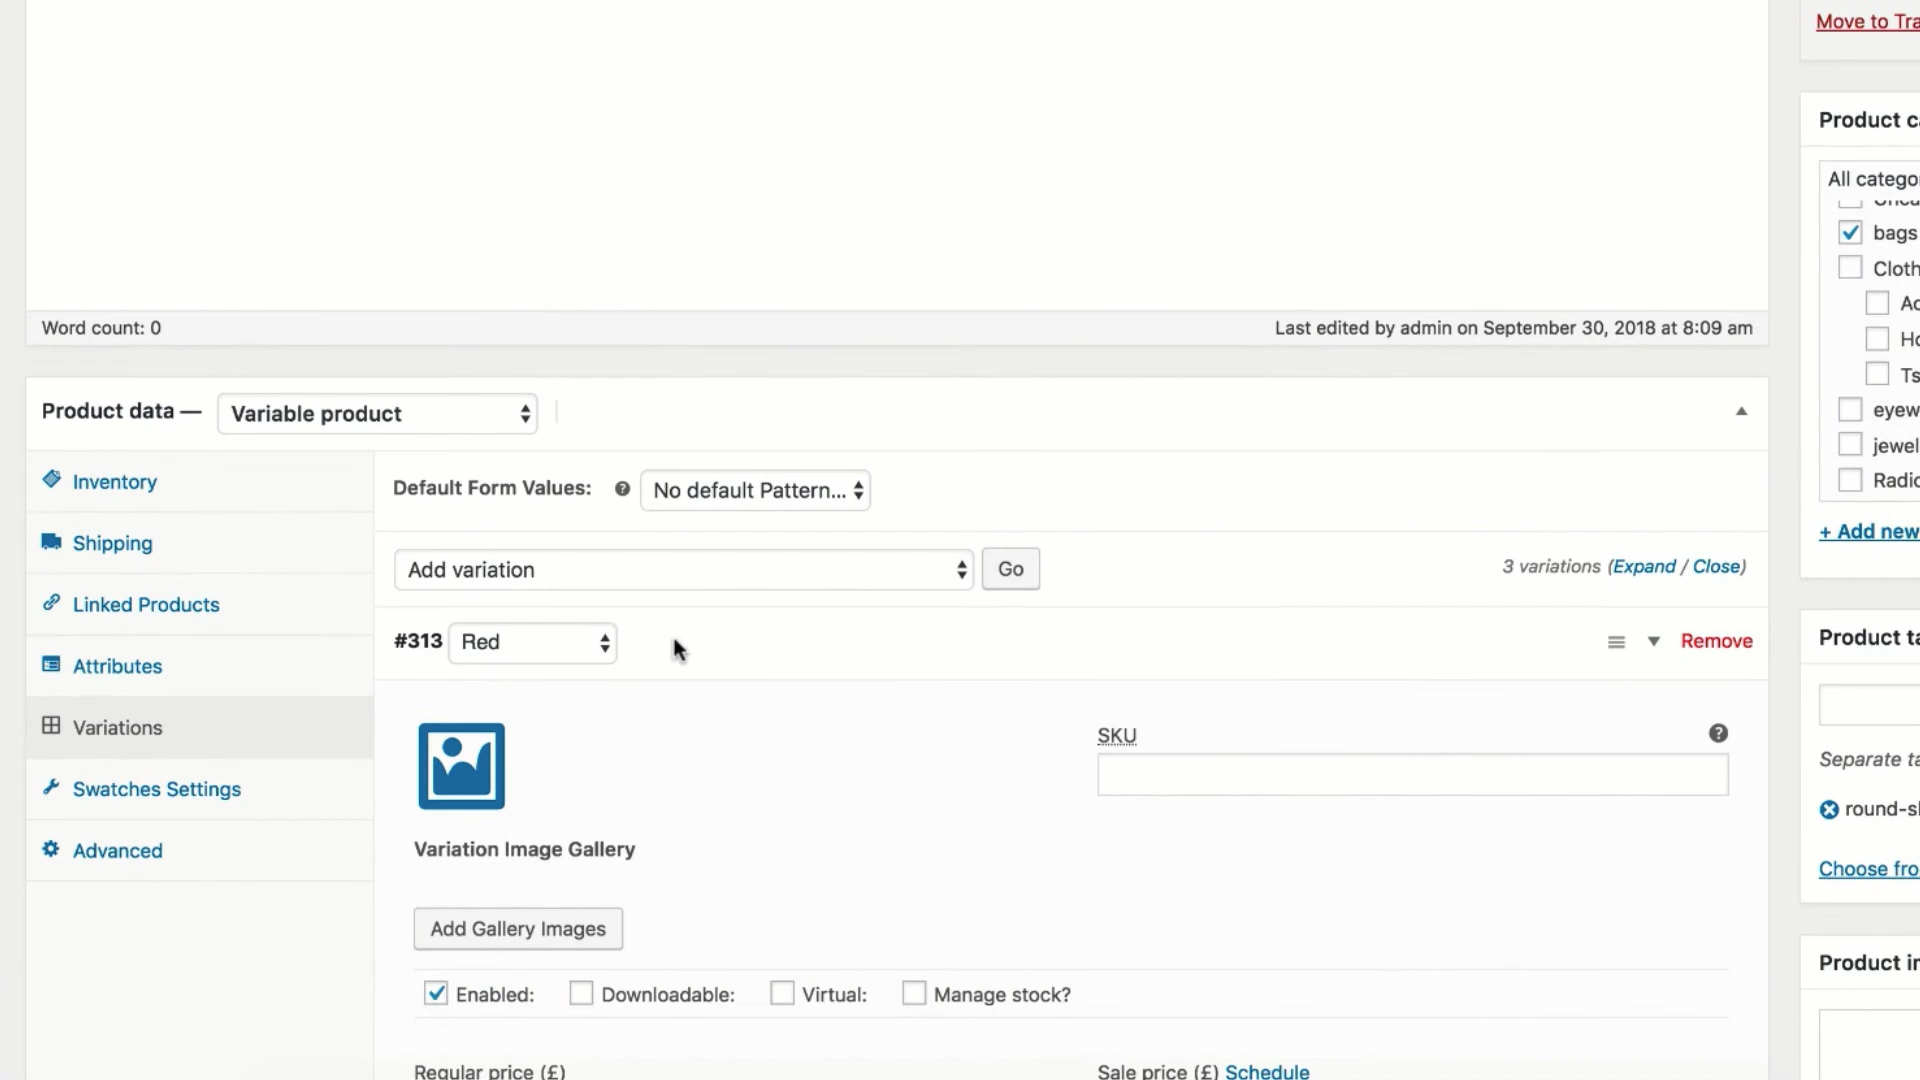 Move to Tra
Product ca
All catego
bags
Cloth
Ac
Ho
Ts
eyew
jewel
Radio
+ Add new
Word count: 0
Last edited by admin on September 30, 2018 at 8:09 am
Product data —
Variable product
Inventory
Shipping
Linked Products
Attributes
Variations
Swatches Settings
Advanced
Default Form Values:
No default Pattern...
Add variation
Go
3 variations (Expand / Close)
#313
Red
Remove
SKU
Variation Image Gallery
Add Gallery Images
Enabled:
Downloadable:
Virtual:
Manage stock?
Regular price (£)
Sale price (£) Schedule
Product ta
Separate ta
round-sl
Choose fro
Product in